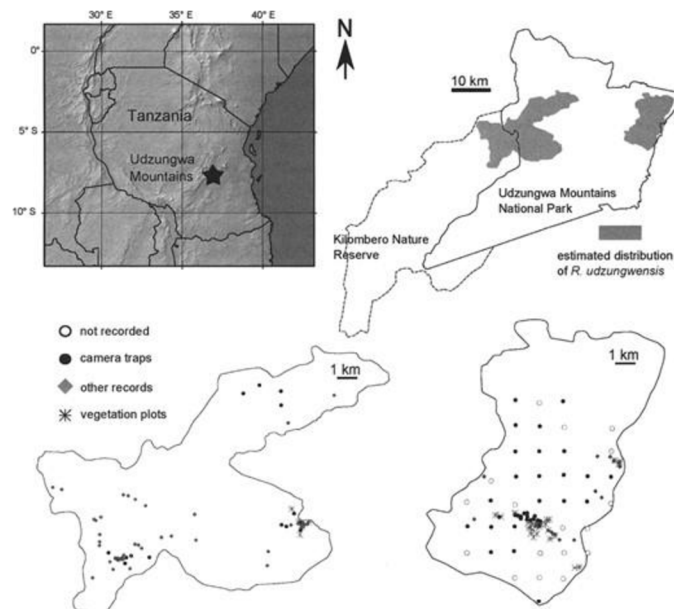 30° E
35° E
40° E
0°
5° S
10° S
Tanzania
Udzungwa
Mountains
N
10 km
Udzungwa Mountains
National Park
Kilombero Nature
Reserve
estimated distribution
of R. udzungwensis
not recorded
camera traps
other records
vegetation plots
1 km
1 km